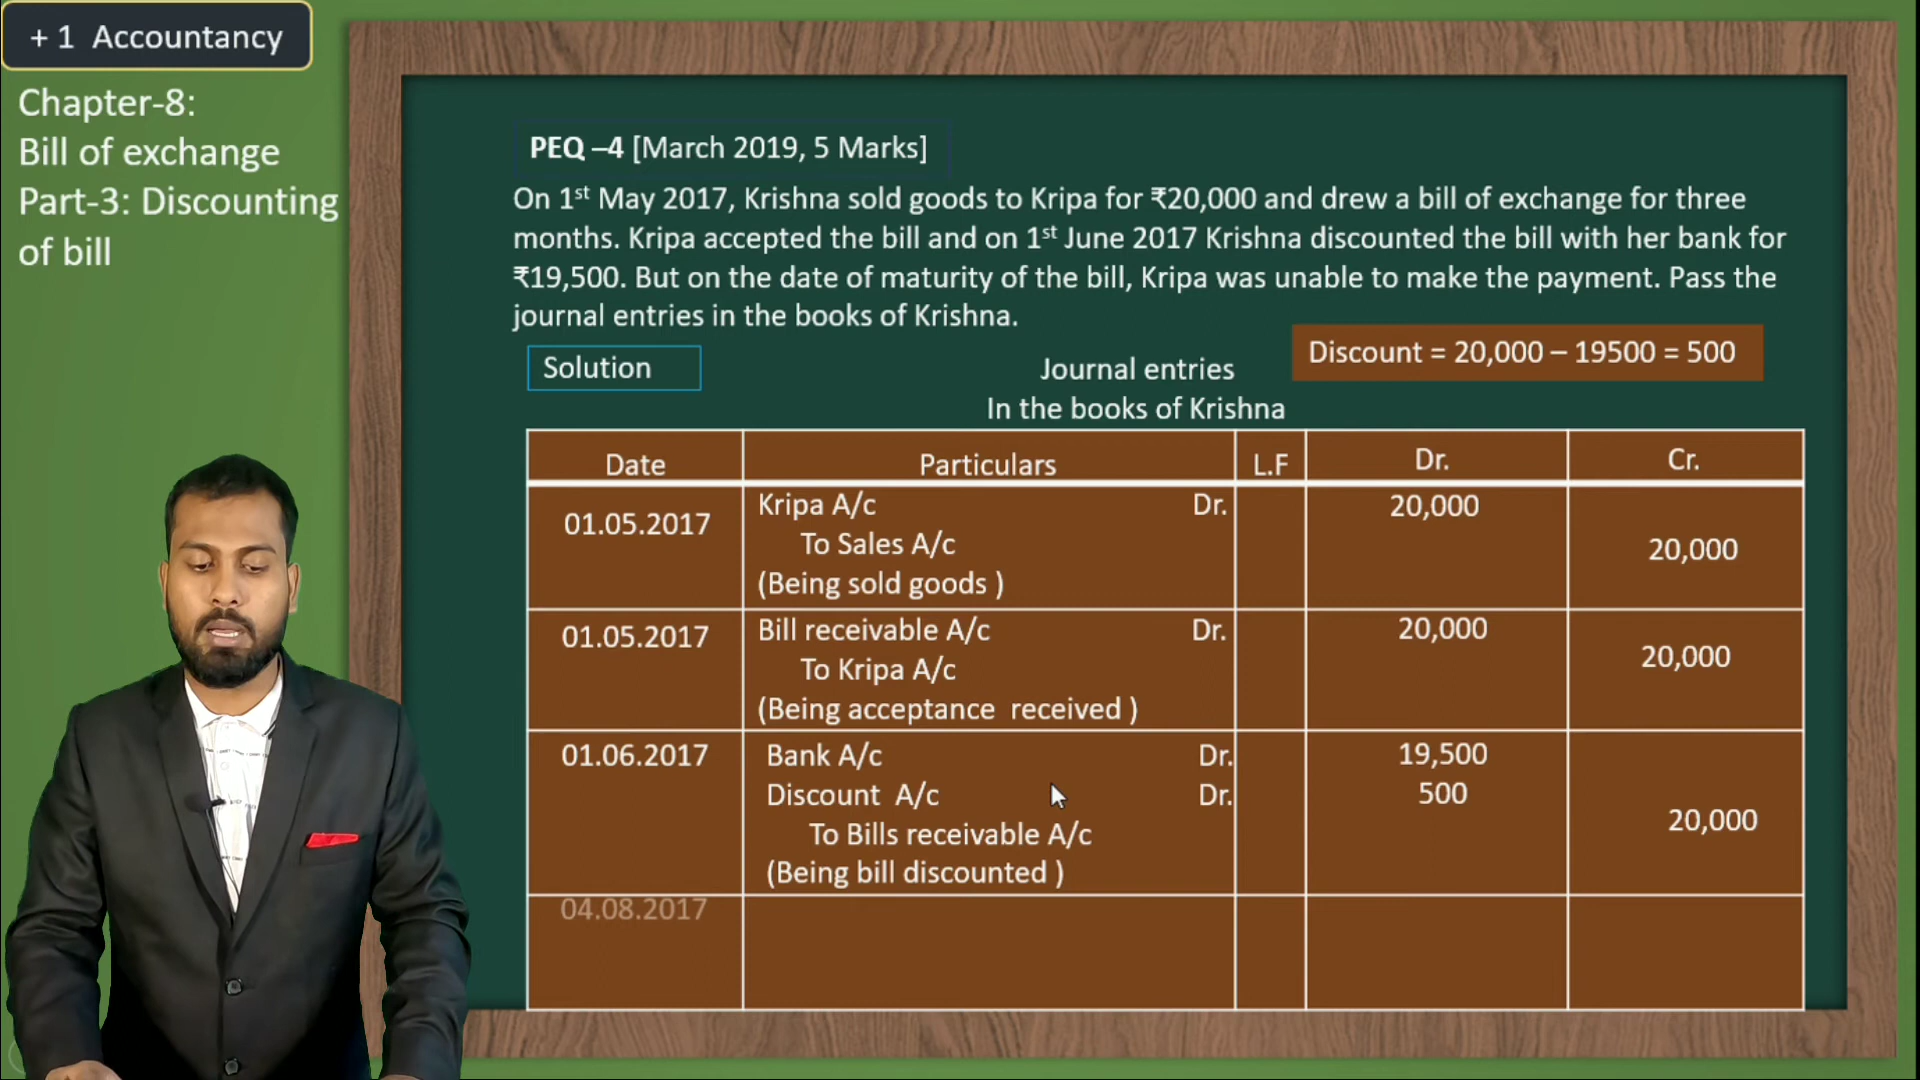 + 1 Accountancy
Chapter-8:
Bill of exchange
Part-3: Discounting
of bill
PEQ –4 [March 2019, 5 Marks]
On 1st May 2017, Krishna sold goods to Kripa for ₹20,000 and drew a bill of exchange for three
months. Kripa accepted the bill and on 1st June 2017 Krishna discounted the bill with her bank for
₹19,500. But on the date of maturity of the bill, Kripa was unable to make the payment. Pass the
journal entries in the books of Krishna.
Discount = 20,000 – 19500 = 500
Solution
Journal entries
In the books of Krishna
Date Particulars L.F Dr. Cr.
01.05.2017 Kripa A/c Dr. 20,000
To Sales A/c 20,000
(Being sold goods )
01.05.2017 Bill receivable A/c Dr. 20,000
To Kripa A/c 20,000
(Being acceptance received )
01.06.2017 Bank A/c Dr. 19,500
Discount A/c Dr. 500
To Bills receivable A/c 20,000
(Being bill discounted )
04.08.2017